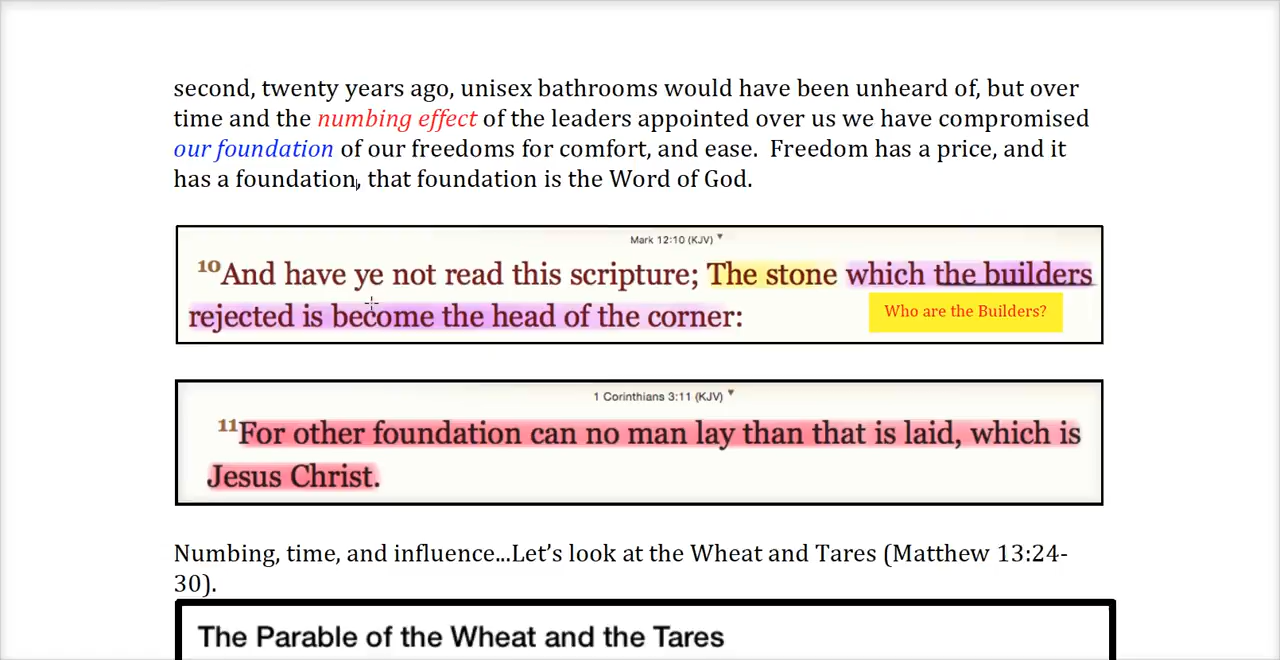 second, twenty years ago, unisex bathrooms would have been unheard of, but over
time and the numbing effect of the leaders appointed over us we have compromised
our foundation of our freedoms for comfort, and ease.  Freedom has a price, and it
has a foundation, that foundation is the Word of God.
Mark 12:10 (KJV) ▼
10And have ye not read this scripture; The stone which the builders
rejected is become the head of the corner:
Who are the Builders?
1 Corinthians 3:11 (KJV) ▼
11For other foundation can no man lay than that is laid, which is
Jesus Christ.
Numbing, time, and influence...Let’s look at the Wheat and Tares (Matthew 13:24-
30).
The Parable of the Wheat and the Tares